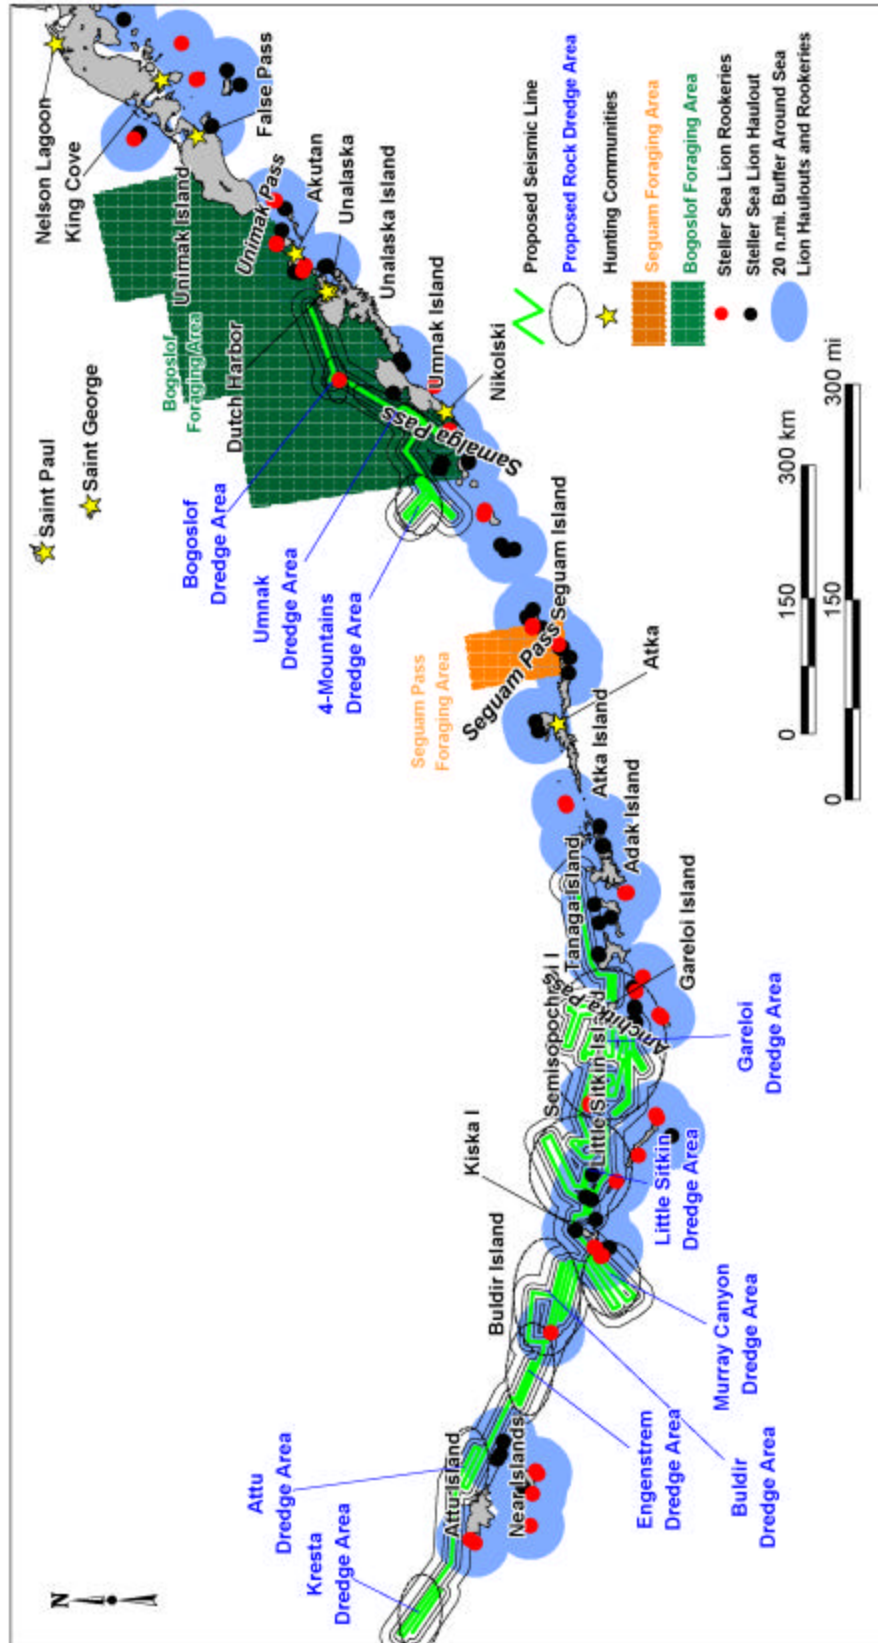 N
Saint Paul
Saint George
Nelson Lagoon
King Cove
Unimak Island
False Pass
Unimak Pass
Akutan
Unalaska
Unalaska Island
Bogoslof
Foraging Area
Dutch Harbor
Umnak Island
Nikolski
Samalga Pass
Bogoslof
Dredge Area
Umnak
Dredge Area
4-Mountains
Dredge Area
Seguam Pass
Foraging Area
Seguam Pass
Seguam Island
Atka
Atka Island
Adak Island
Tanaga Island
Gareloi Island
Amchitka Pass
Semisopochnoi I
Little Sitkin Isl
Gareloi
Dredge Area
Kiska I
Little Sitkin
Dredge Area
Buldir Island
Murray Canyon
Dredge Area
Buldir
Dredge Area
Engenstrem
Dredge Area
Near Islands
Attu Island
Attu
Dredge Area
Kresta
Dredge Area
Proposed Seismic Line
Proposed Rock Dredge Area
Hunting Communities
Seguam Foraging Area
Bogoslof Foraging Area
Steller Sea Lion Rookeries
Steller Sea Lion Haulout
20 n.mi. Buffer Around Sea
Lion Haulouts and Rookeries
0 150 300 km
0 150 300 mi